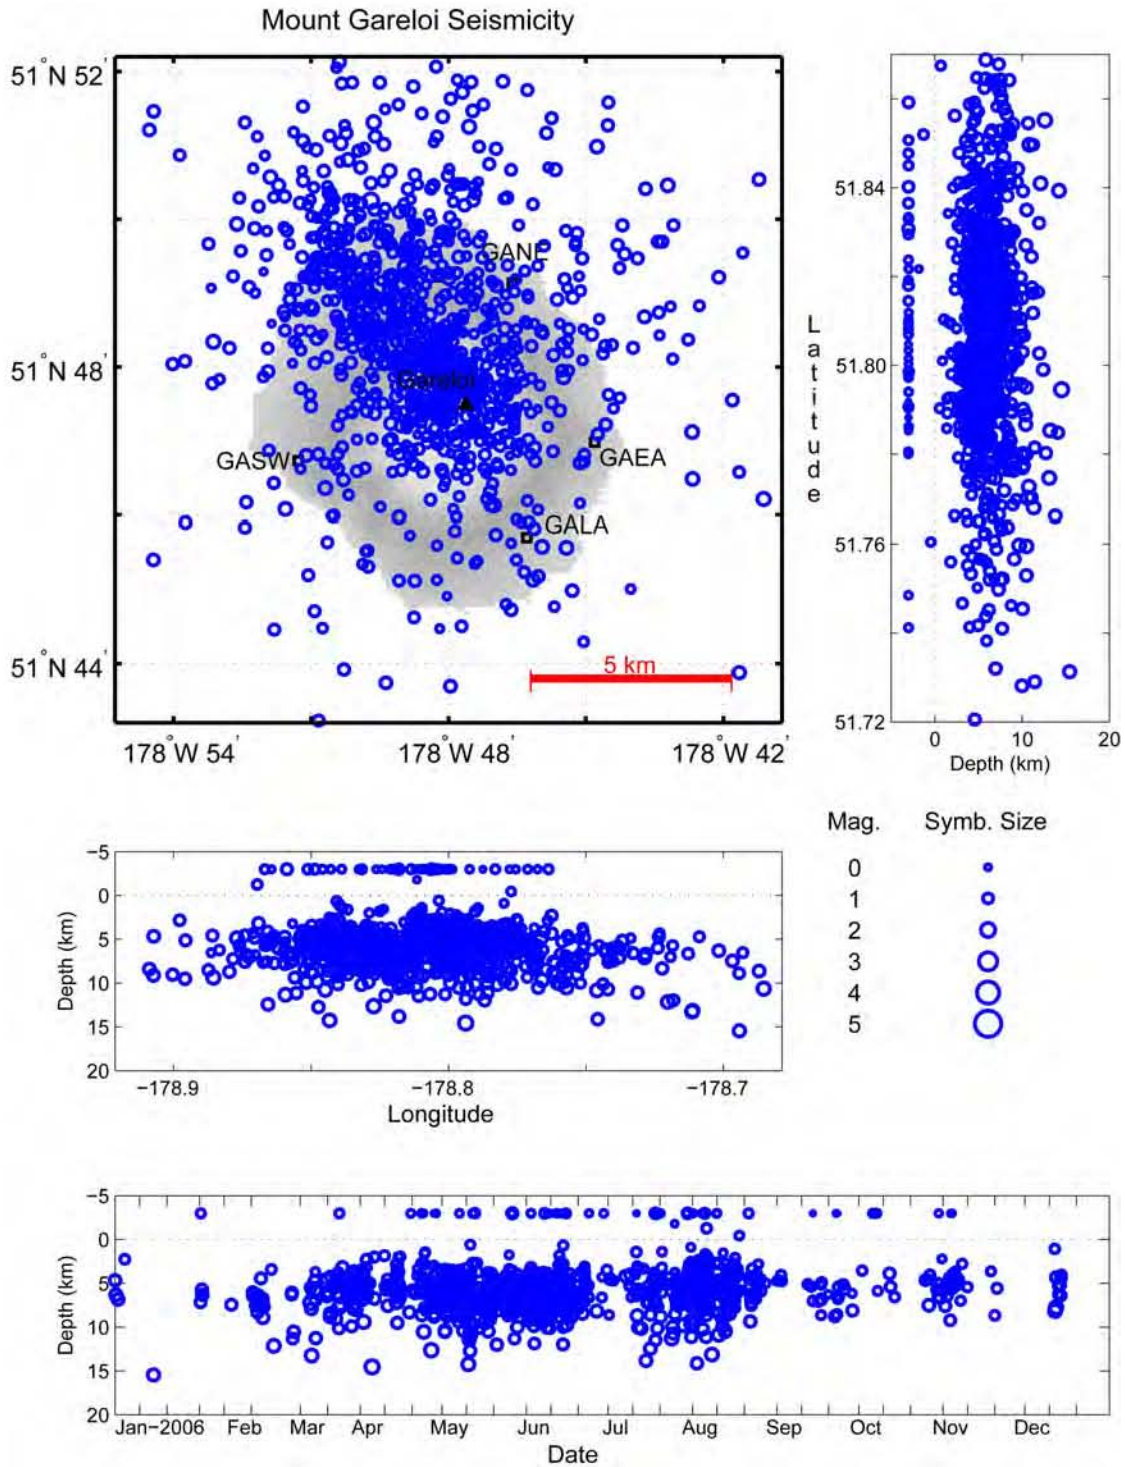 Mount Gareloi Seismicity
51°N 52'
51°N 48'
51°N 44'
178°W 54'
178°W 48'
178°W 42'
GANE
Gareloi
GASW
GAEA
GALA
5 km
Latitude
51.84
51.80
51.76
51.72
0
10
20
Depth (km)
Mag.
Symb. Size
0
1
2
3
4
5
Depth (km)
−5
0
5
10
15
20
−178.9
−178.8
−178.7
Longitude
Depth (km)
−5
0
5
10
15
20
Jan−2006
Feb
Mar
Apr
May
Jun
Jul
Aug
Sep
Oct
Nov
Dec
Date